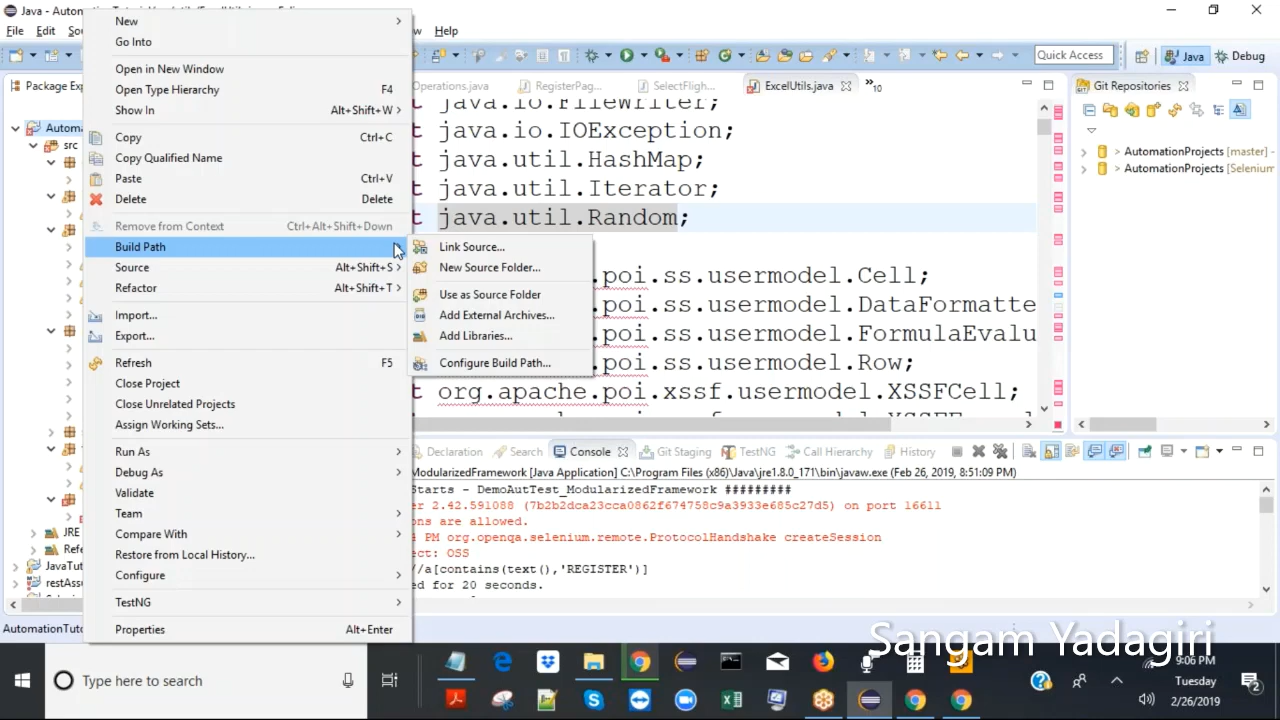 Java - Automa
File Edit Sou
w Help
Quick Access
Java
Debug
Package Exp
Operations.java
RegisterPag...
SelectFligh...
ExcelUtils.java
10
Git Repositories
Automa
src
JRE
Refe
JavaTut
restAssu
AutomationTuto
New
Go Into
Open in New Window
Open Type Hierarchy F4
Show In Alt+Shift+W >
Copy Ctrl+C
Copy Qualified Name
Paste Ctrl+V
Delete Delete
Remove from Context Ctrl+Alt+Shift+Down
Build Path
Source Alt+Shift+S >
Refactor Alt+Shift+T >
Import...
Export...
Refresh F5
Close Project
Close Unrelated Projects
Assign Working Sets...
Run As
Debug As
Validate
Team
Compare With
Restore from Local History...
Configure
TestNG
Properties Alt+Enter
Link Source...
New Source Folder...
Use as Source Folder
Add External Archives...
Add Libraries...
Configure Build Path...
t java.io.FileWriter;
t java.io.IOException;
t java.util.HashMap;
t java.util.Iterator;
t java.util.Random;
.poi.ss.usermodel.Cell;
.poi.ss.usermodel.DataFormatte
.poi.ss.usermodel.FormulaEvalu
.poi.ss.usermodel.Row;
t org.apache.poi.xssf.usermodel.XSSFCell;
> AutomationProjects [master] -
> AutomationProjects [Selenium
Declaration
Search
Console
Git Staging
TestNG
Call Hierarchy
History
ModularizedFramework [Java Application] C:\Program Files (x86)\Java\jre1.8.0_171\bin\javaw.exe (Feb 26, 2019, 8:51:09 PM)
Starts - DemoAutTest_ModularizedFramework #########
er 2.42.591088 (7b2b2dca23cca0862f674758c9a3933e685c27d5) on port 16611
ons are allowed.
PM org.openqa.selenium.remote.ProtocolHandshake createSession
ect: OSS
//a[contains(text(),'REGISTER')]
ed for 20 seconds.
Sangam Yadagiri
Type here to search
9:06 PM
Tuesday
2/26/2019
2